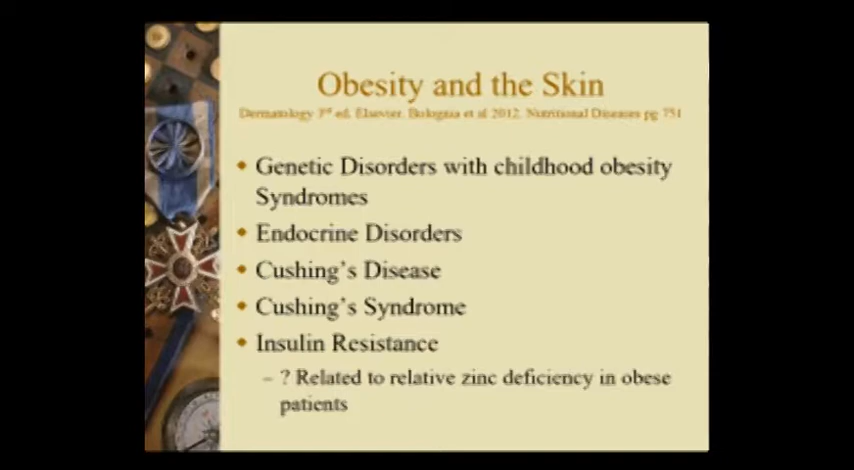 Obesity and the Skin
Dermatology 3rd ed. Elsevier. Bolognia et al 2012. Nutritional Diseases pg 751
• Genetic Disorders with childhood obesity
Syndromes
• Endocrine Disorders
• Cushing's Disease
• Cushing's Syndrome
• Insulin Resistance
– ? Related to relative zinc deficiency in obese
patients